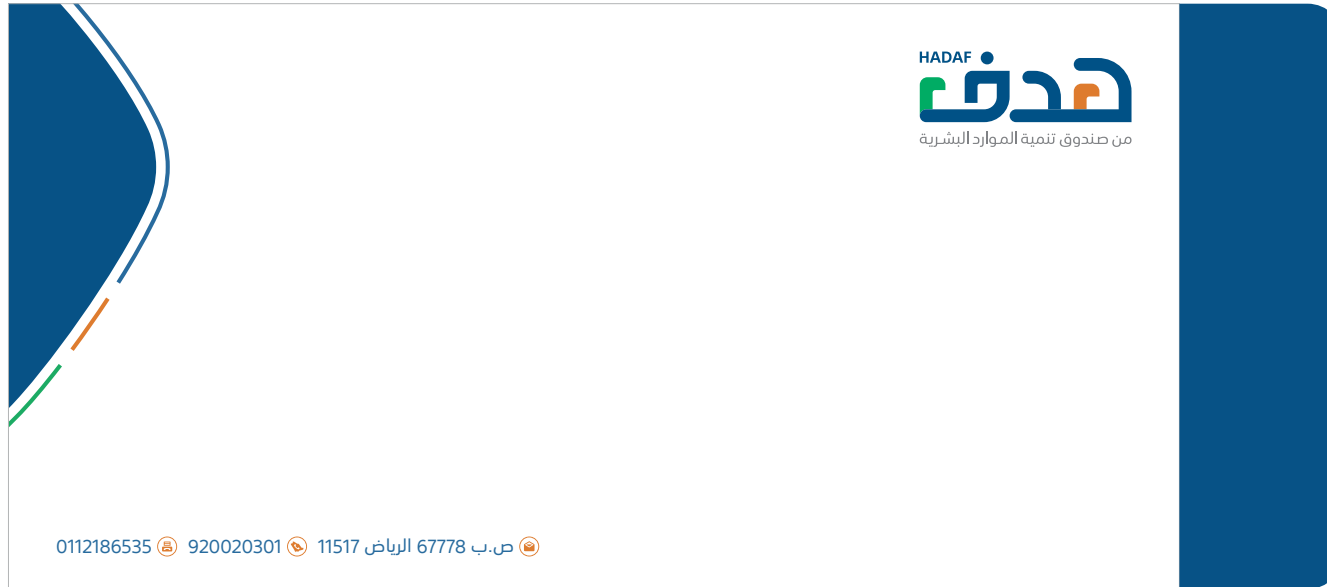 HADAF
هدف
من صندوق تنمية الموارد البشرية
ص.ب 67778 الرياض 11517 920020301 0112186535